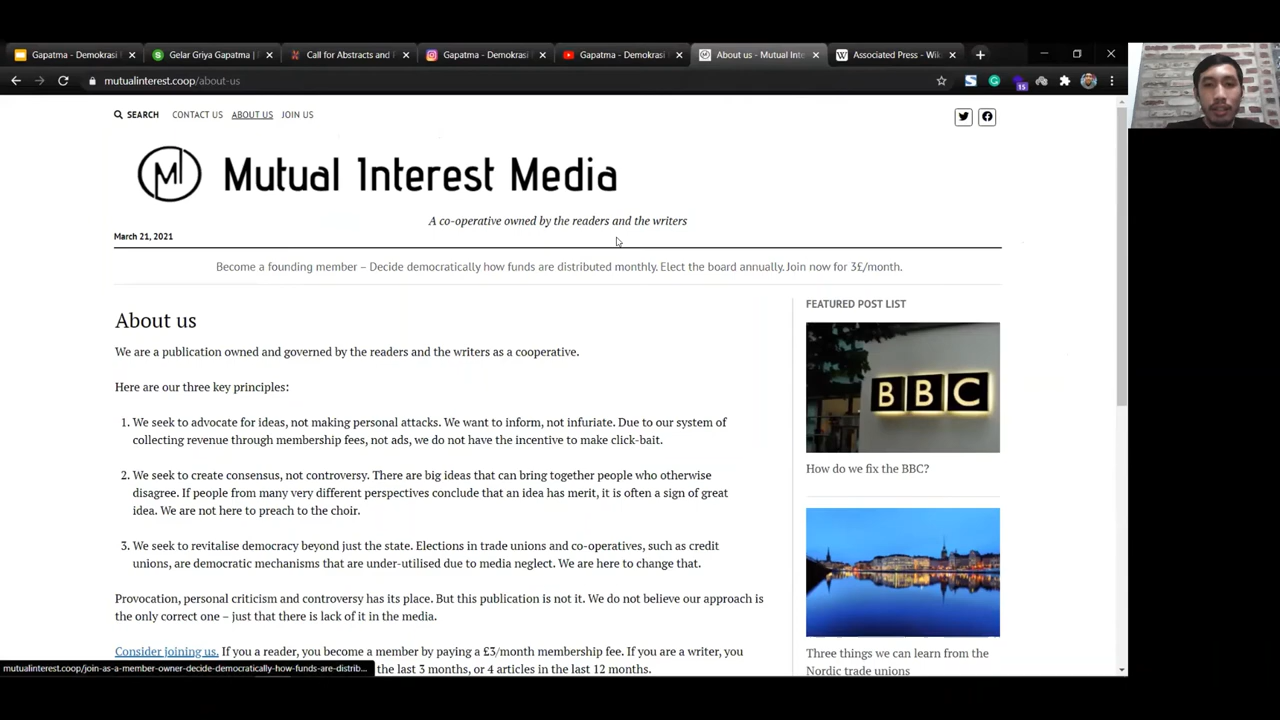 Gapatma - Demokrasi
Gelar Griya Gapatma |
Call for Abstracts and
Gapatma - Demokrasi
Gapatma - Demokrasi
About us - Mutual Inte
Associated Press - Wik
mutualinterest.coop/about-us
15
SEARCH CONTACT US ABOUT US JOIN US
Mutual Interest Media
A co-operative owned by the readers and the writers
March 21, 2021
Become a founding member – Decide democratically how funds are distributed monthly. Elect the board annually. Join now for 3£/month.
About us
We are a publication owned and governed by the readers and the writers as a cooperative.
Here are our three key principles:
1. We seek to advocate for ideas, not making personal attacks. We want to inform, not infuriate. Due to our system of
collecting revenue through membership fees, not ads, we do not have the incentive to make click-bait.
2. We seek to create consensus, not controversy. There are big ideas that can bring together people who otherwise
disagree. If people from many very different perspectives conclude that an idea has merit, it is often a sign of great
idea. We are not here to preach to the choir.
3. We seek to revitalise democracy beyond just the state. Elections in trade unions and co-operatives, such as credit
unions, are democratic mechanisms that are under-utilised due to media neglect. We are here to change that.
Provocation, personal criticism and controversy has its place. But this publication is not it. We do not believe our approach is
the only correct one – just that there is lack of it in the media.
Consider joining us. If you a reader, you become a member by paying a £3/month membership fee. If you are a writer, you
the last 3 months, or 4 articles in the last 12 months.
mutualinterest.coop/join-as-a-member-owner-decide-democratically-how-funds-are-distrib...
FEATURED POST LIST
BBC
How do we fix the BBC?
Three things we can learn from the
Nordic trade unions